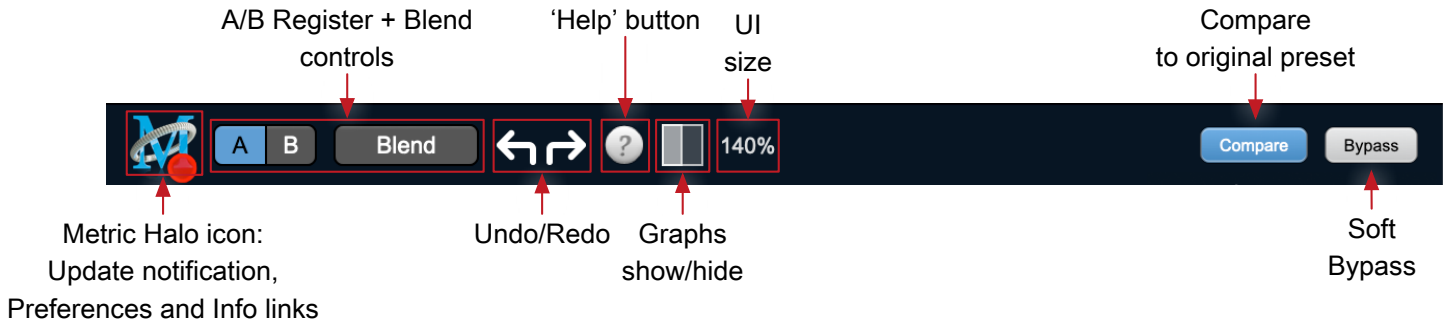 A/B Register + Blend
controls
‘Help’ button
UI
size
Compare
to original preset
A
B
Blend
?
140%
Compare
Bypass
Metric Halo icon:
Update notification,
Preferences and Info links
Undo/Redo
Graphs
show/hide
Soft
Bypass